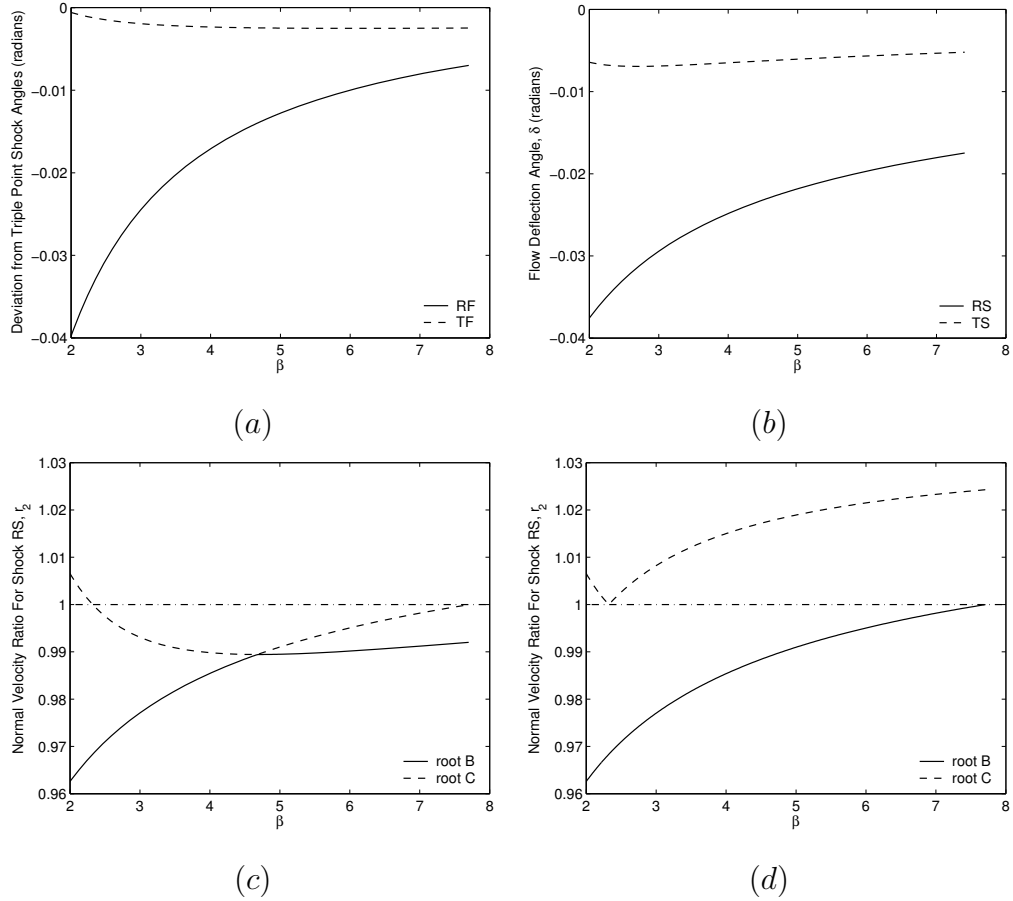 Deviation from Triple Point Shock Angles (radians)
0
−0.01
−0.02
−0.03
−0.04
2 3 4 5 6 7 8
β
RF
TF
(a)
Flow Deflection Angle, δ (radians)
0
−0.01
−0.02
−0.03
−0.04
2 3 4 5 6 7 8
β
RS
TS
(b)
Normal Velocity Ratio For Shock RS, r2
1.03
1.02
1.01
1
0.99
0.98
0.97
0.96
2 3 4 5 6 7 8
β
root B
root C
(c)
Normal Velocity Ratio For Shock RS, r2
1.03
1.02
1.01
1
0.99
0.98
0.97
0.96
2 3 4 5 6 7 8
β
root B
root C
(d)